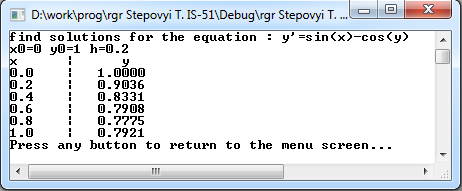 D:\work\prog\rgr Stepovyi T. IS-51\Debug\rgr Stepovyi T. ...
find solutions for the equation : y'=sin(x)-cos(y)
x0=0 y0=1 h=0.2
x ¦ y
0.0 ¦ 1.0000
0.2 ¦ 0.9036
0.4 ¦ 0.8331
0.6 ¦ 0.7908
0.8 ¦ 0.7775
1.0 ¦ 0.7921
Press any button to return to the menu screen...